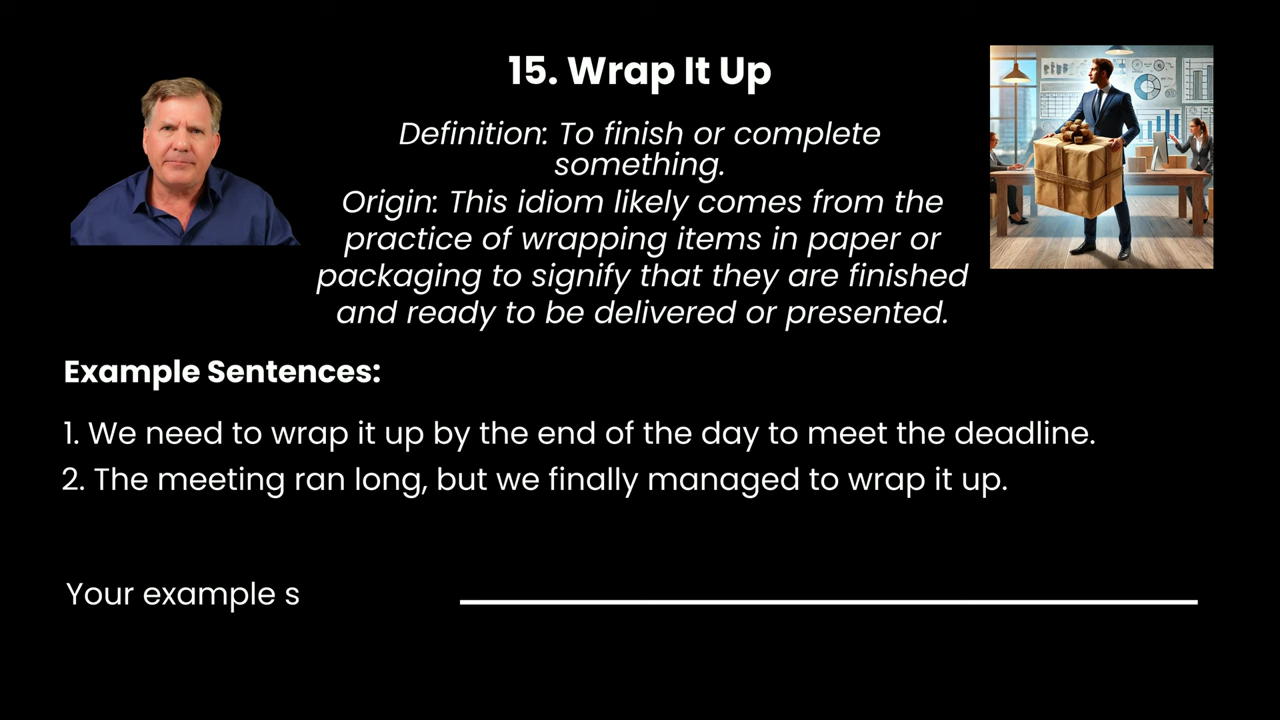 15. Wrap It Up
Definition: To finish or complete
something.
Origin: This idiom likely comes from the
practice of wrapping items in paper or
packaging to signify that they are finished
and ready to be delivered or presented.
Example Sentences:
1. We need to wrap it up by the end of the day to meet the deadline.
2. The meeting ran long, but we finally managed to wrap it up.
Your example s